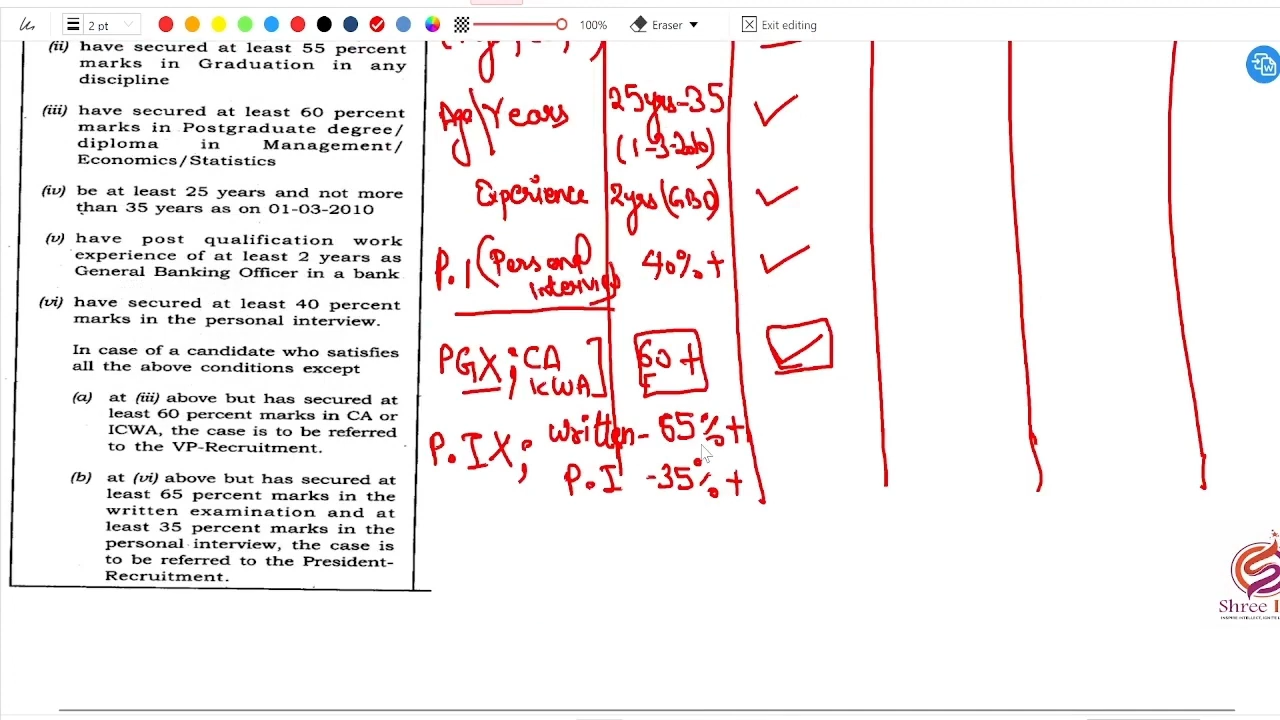 2 pt
100%
Eraser
Exit editing
(ii) have secured at least 55 percent
marks in Graduation in any
discipline
(iii) have secured at least 60 percent
marks in Postgraduate degree/
diploma in Management/
Economics/Statistics
(iv) be at least 25 years and not more
than 35 years as on 01-03-2010
(v) have post qualification work
experience of at least 2 years as
General Banking Officer in a bank
(vi) have secured at least 40 percent
marks in the personal interview.
In case of a candidate who satisfies
all the above conditions except
(a) at (iii) above but has secured at
least 60 percent marks in CA or
ICWA, the case is to be referred
to the VP-Recruitment.
(b) at (vi) above but has secured at
least 65 percent marks in the
written examination and at
least 35 percent marks in the
personal interview, the case is
to be referred to the President-
Recruitment.
Age/Years 25yrs-35
(1-3-2010)
Experience 2yrs (GBO)
P.I (Personal 40%+
Interview)
PGX; CA 60+
ICWA]
P.IX; Written - 65%+
P.I -35%+
Shree